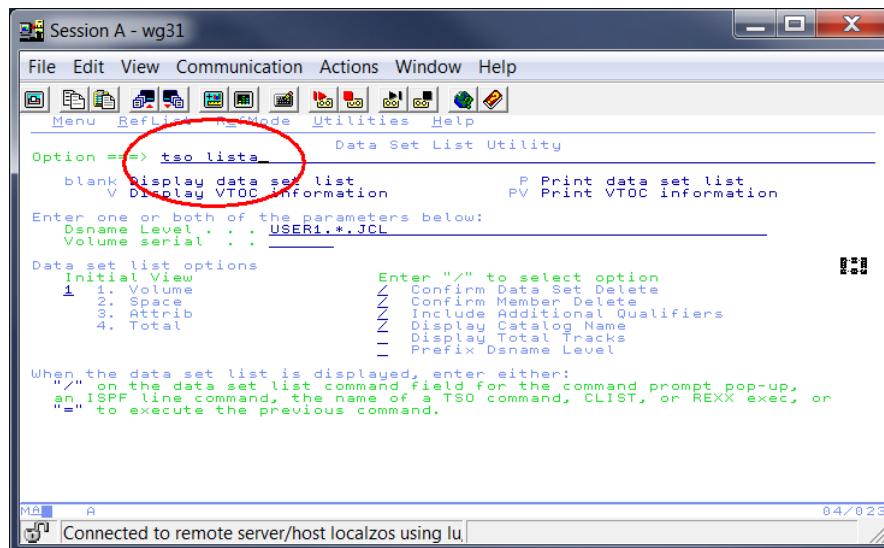 Session A - wg31
File Edit View Communication Actions Window Help
Menu RefList RefMode Utilities Help
Data Set List Utility
Option ===> tso lista_
blank Display data set list P Print data set list
V Display VTOC information PV Print VTOC information
Enter one or both of the parameters below:
Dsname Level . . . USER1.*.JCL
Volume serial . .
Data set list options
Initial View Enter "/" to select option
1 1. Volume / Confirm Data Set Delete
2. Space / Confirm Member Delete
3. Attrib / Include Additional Qualifiers
4. Total / Display Catalog Name
_ Display Total Tracks
_ Prefix Dsname Level
When the data set list is displayed, enter either:
"/" on the data set list command field for the command prompt pop-up,
an ISPF line command, the name of a TSO command, CLIST, or REXX exec, or
"=" to execute the previous command.
MA A 04/023
Connected to remote server/host localzos using lu